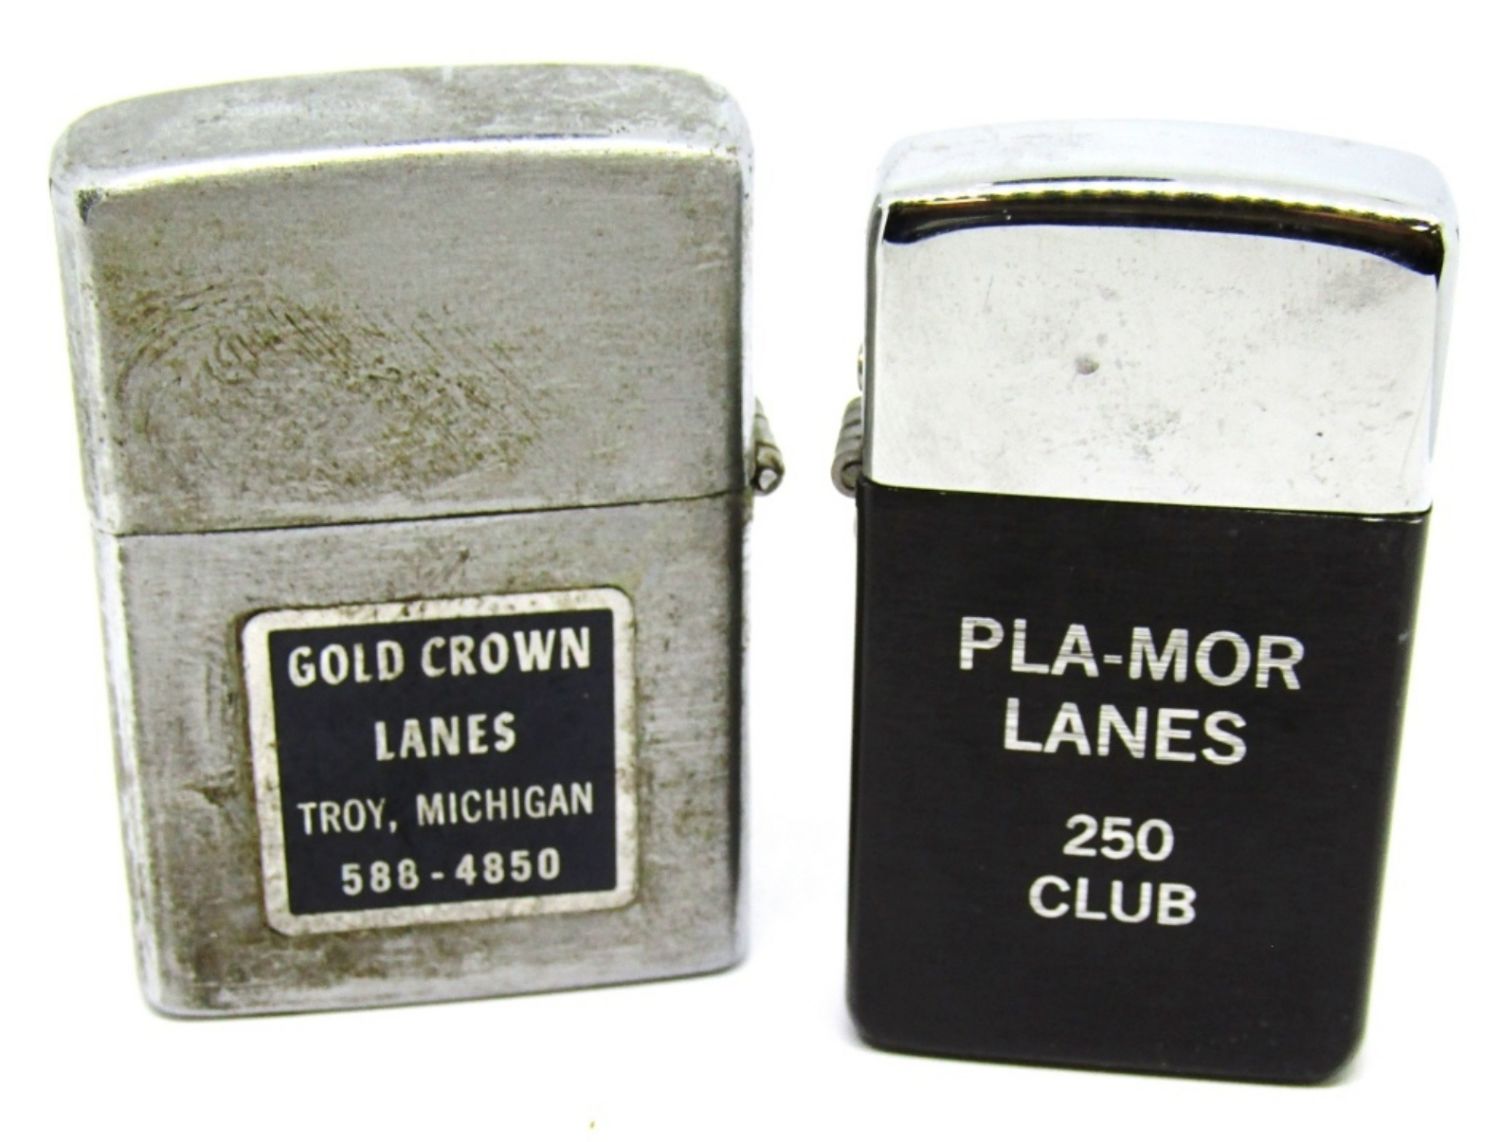 GOLD CROWN
LANES
TROY, MICHIGAN
588-4850
PLA-MOR
LANES
250
CLUB